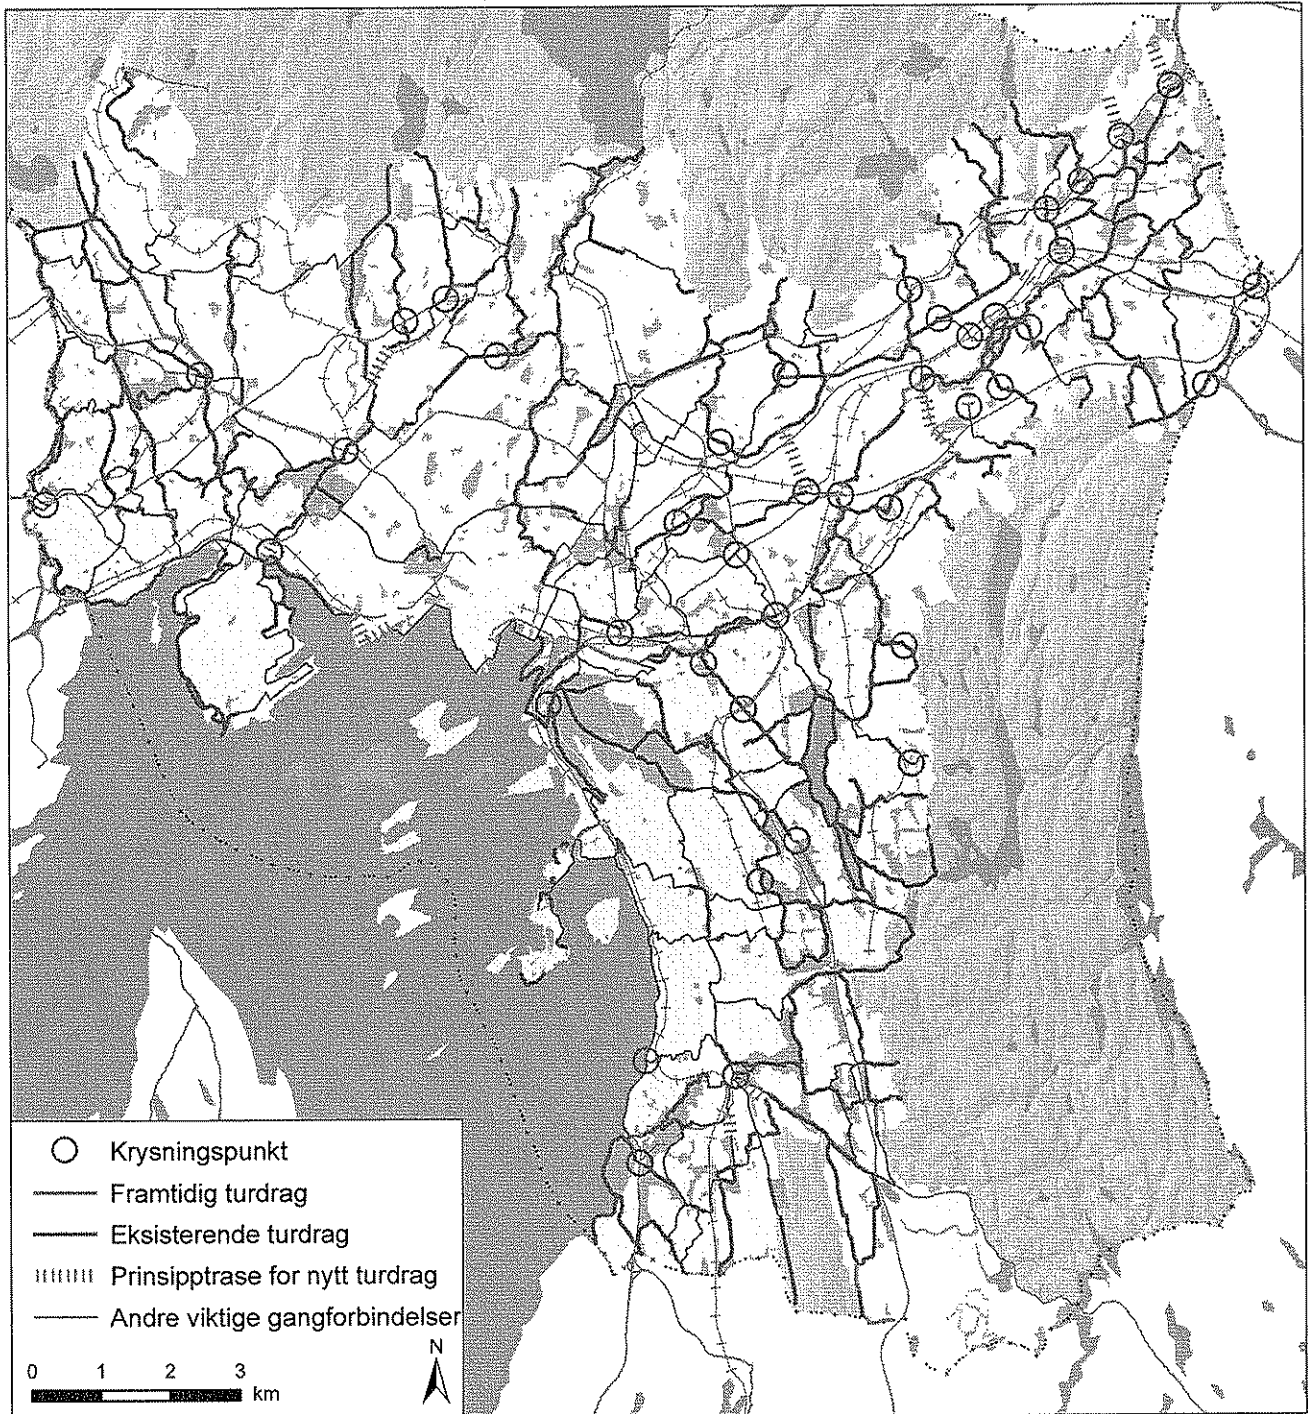 Krysningspunkt
Framtidig turdrag
Eksisterende turdrag
Prinsipptrase for nytt turdrag
Andre viktige gangforbindelser
N
0 1 2 3
km